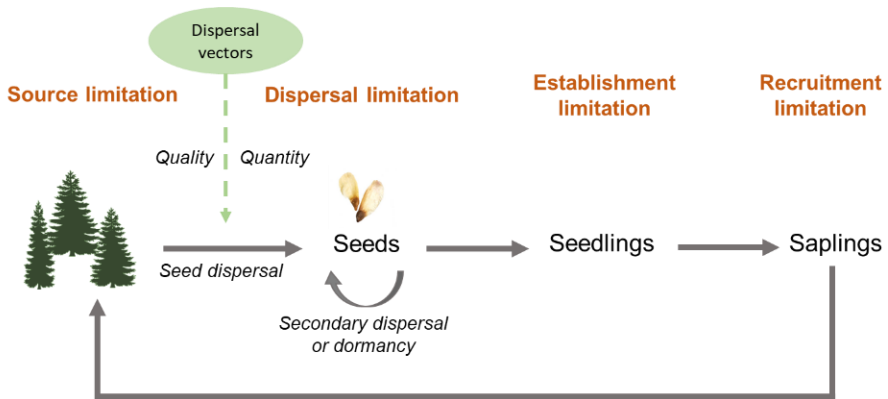 Dispersal
vectors
Source limitation
Dispersal limitation
Establishment
limitation
Recruitment
limitation
Quality
Quantity
Seeds
Seedlings
Saplings
Seed dispersal
Secondary dispersal
or dormancy